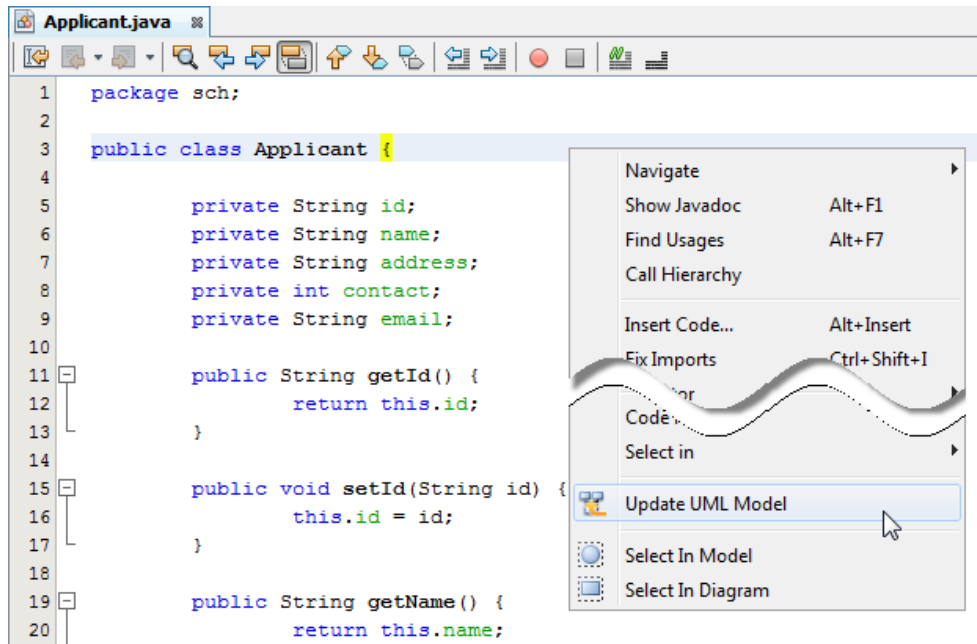 Applicant.java
1 package sch;
2
3 public class Applicant {
4
5 private String id;
6 private String name;
7 private String address;
8 private int contact;
9 private String email;
10
11 public String getId() {
12 return this.id;
13 }
14
15 public void setId(String id) {
16 this.id = id;
17 }
18
19 public String getName() {
20 return this.name;
Navigate
Show Javadoc Alt+F1
Find Usages Alt+F7
Call Hierarchy
Insert Code... Alt+Insert
Fix Imports Ctrl+Shift+I
Select in
Update UML Model
Select In Model
Select In Diagram